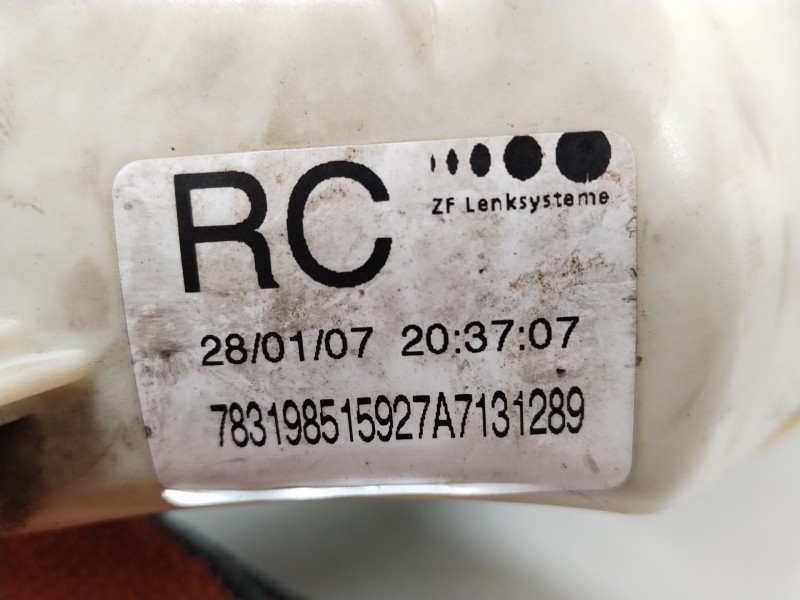 RC
ZF Lenksysteme
28/01/07 20:37:07
783198515927A7131289